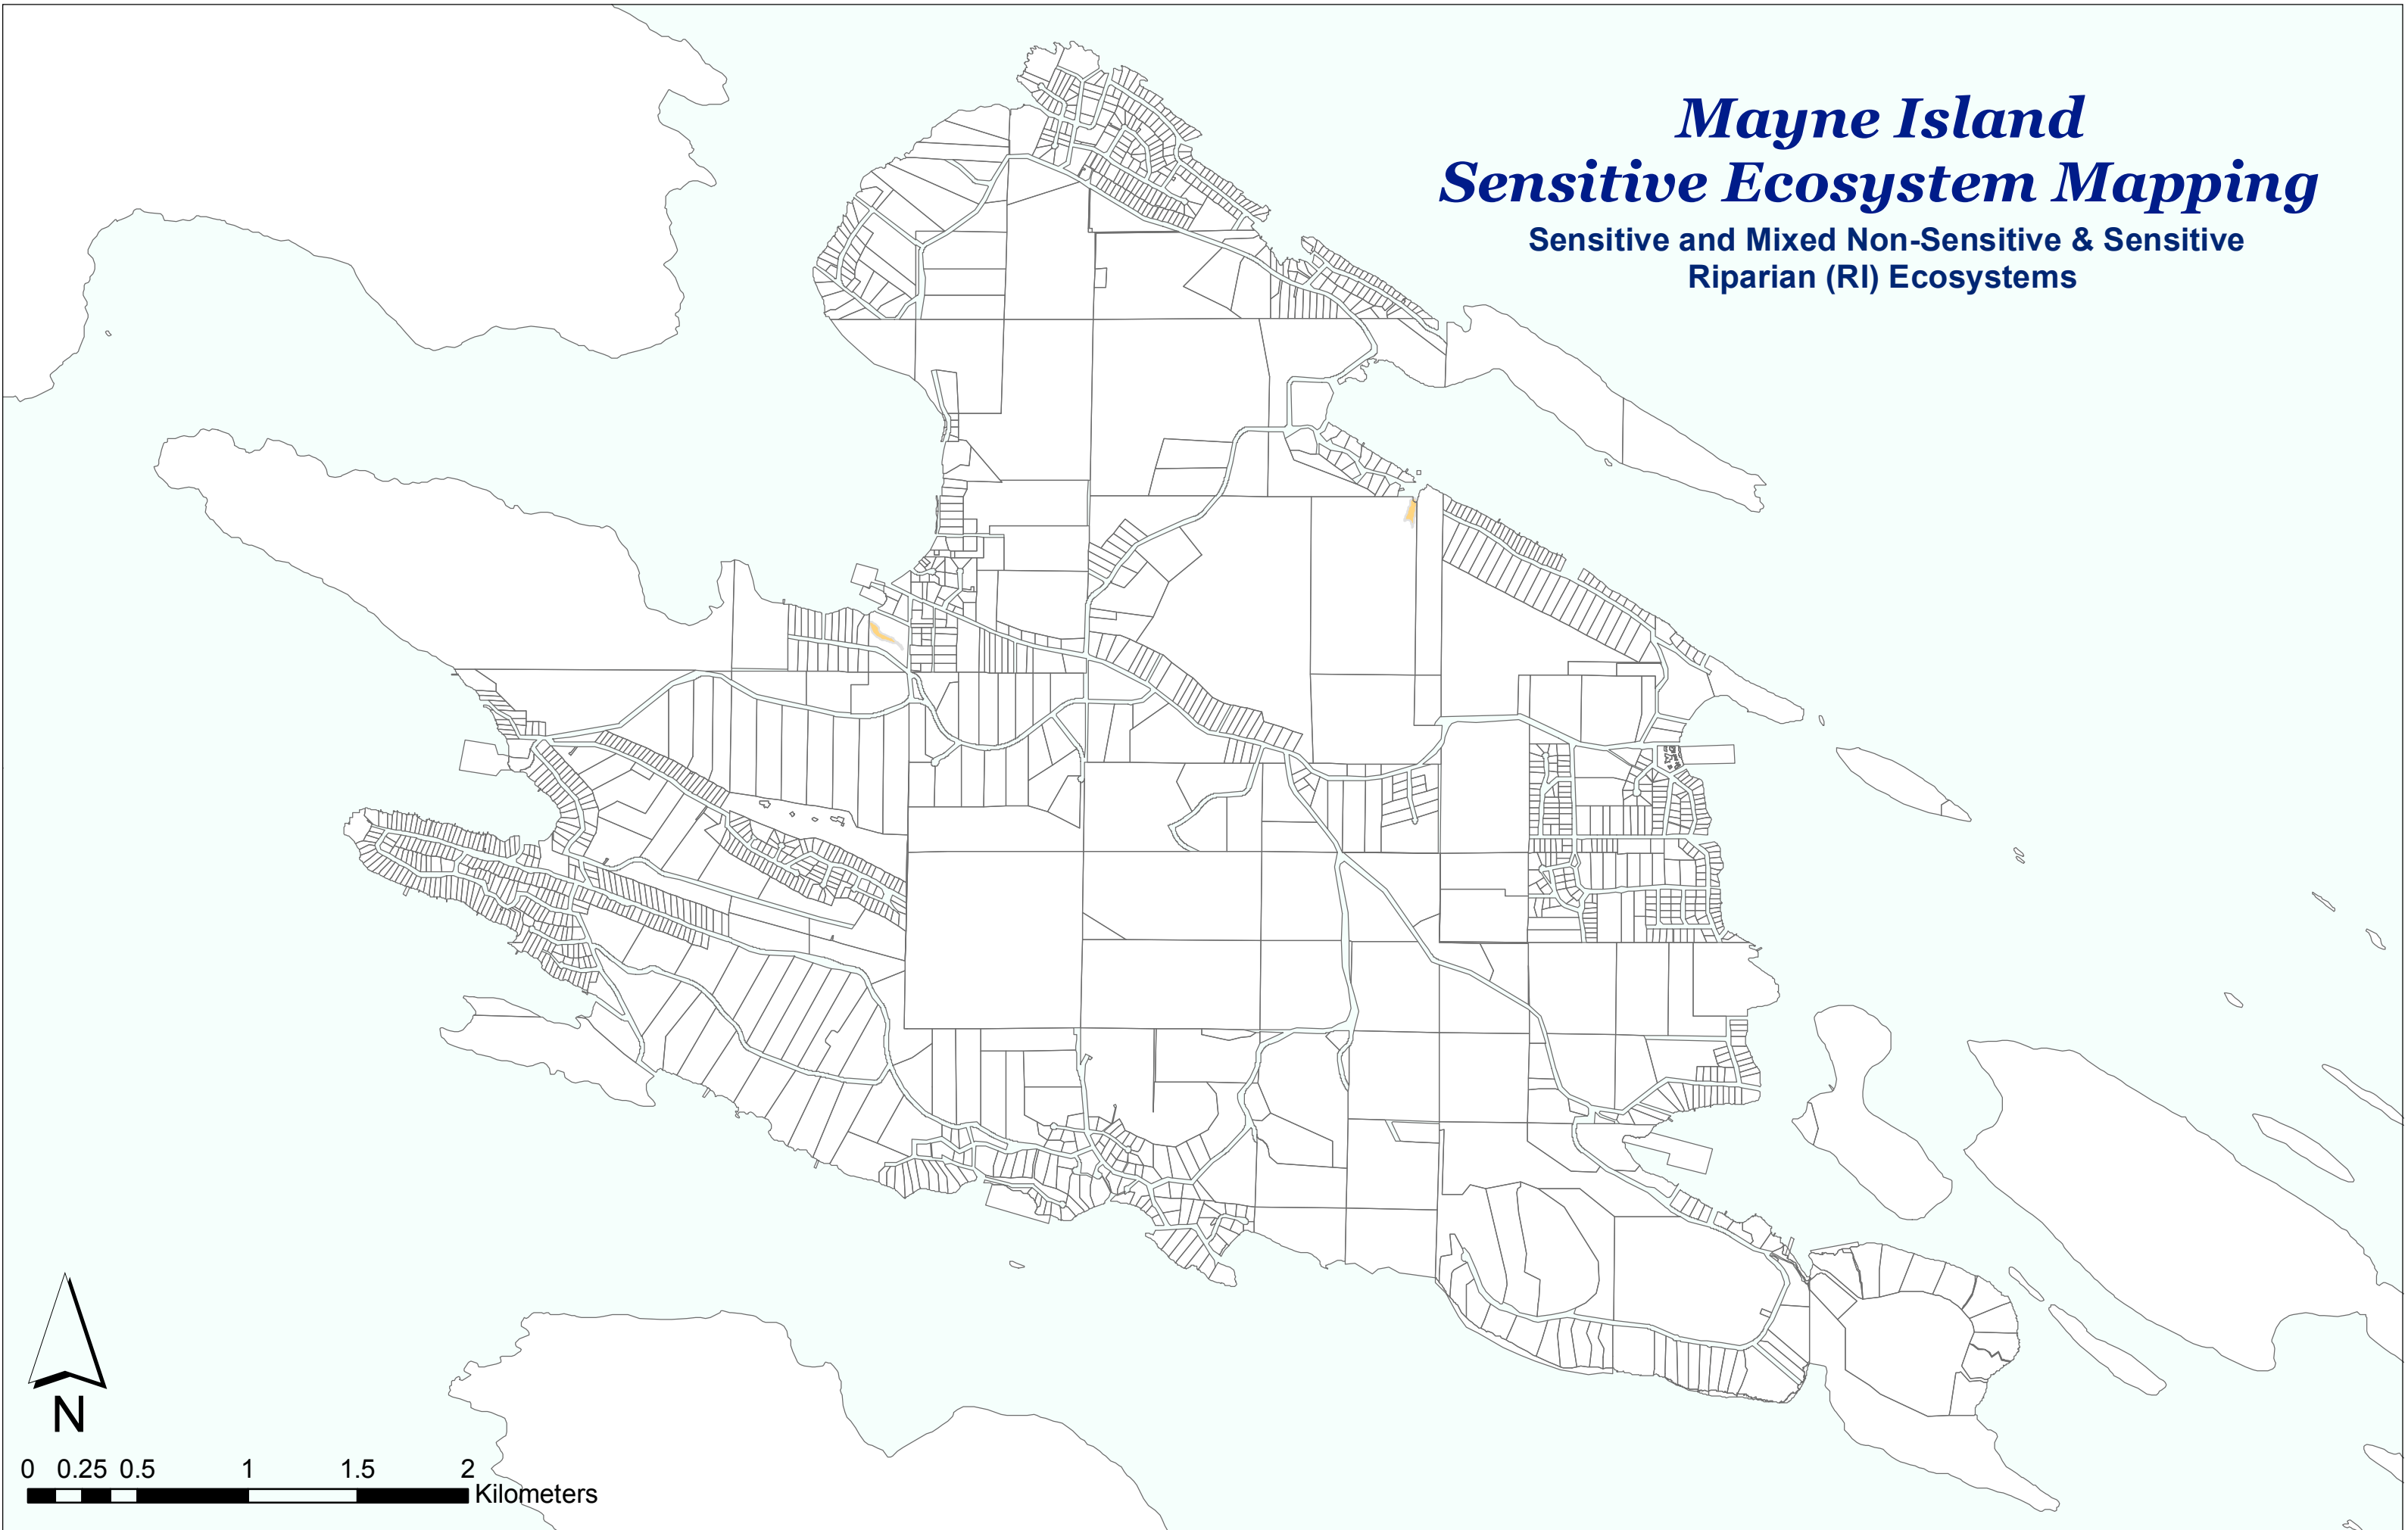 Mayne Island
Sensitive Ecosystem Mapping
Sensitive and Mixed Non-Sensitive & Sensitive
Riparian (RI) Ecosystems
N
0 0.25 0.5 1 1.5 2
Kilometers